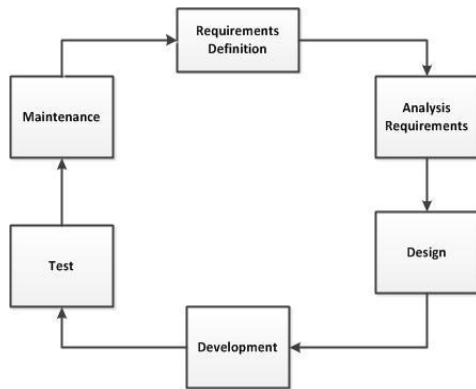 Requirements
Definition
Analysis
Requirements
Design
Development
Test
Maintenance